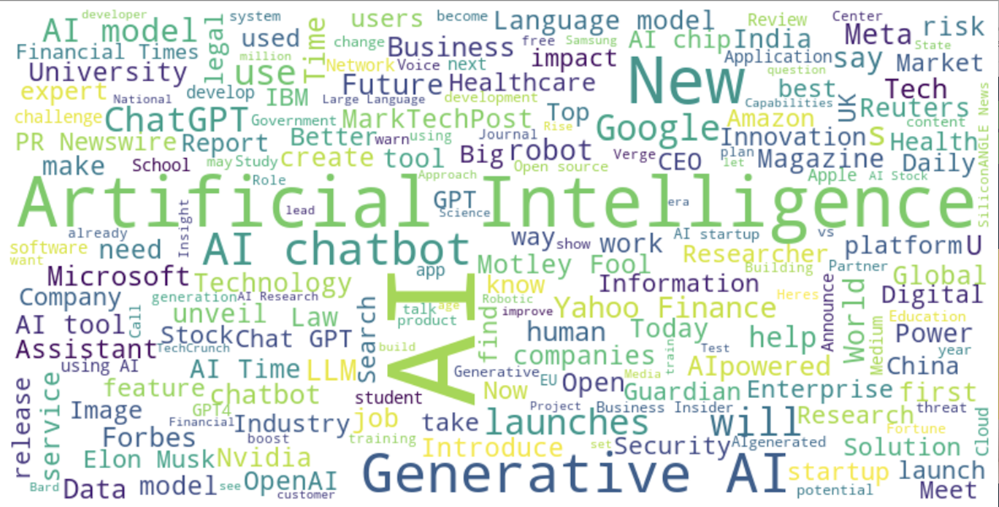 developer system users become Language model Review Center risk
AI model legal used Time change Business free Samsung AI chip India Meta State
Financial Times million Network Voice next impact Application say Market
University use Future Healthcare New question Tech
expert National develop IBM Large Language development best UK SiliconANGLE News
challenge ChatGPT Government MarkTechPost Top Rise Google Capabilities Amazon Reuters content
PR Newswire Report Better warn using Journal Big robot Verge Innovation s Health
make School may Study create tool Open source CEO plan let Magazine Daily
Role Approach Apple AI Stock
Artificial Intelligence
Insight lead GPT Science era
already AI chatbot way show work AI startup vs platform U
software need Motley Fool Researcher
want app Building Partner Global
Microsoft Technology know Information Announce World Digital
Company generation AI Research Search AI Robotic Yahoo Finance Heres
AI tool Call unveil Law talk age product find improve Education
Stock Chat GPT human Today help Power
Assistant TechCrunch build companies train Test Medium year
using AI AI Time LLM Generative EU Open Media AIpowered China
release service feature chatbot student Now Guardian Enterprise first
Image GPT4 Project Business Insider threat
Financial Industry job take launches will Research Fortune cloud
Forbes boost training Introduce set Security AIgenerated Solution
Elon Musk Nvidia
Bard Data model see OpenAI customer Generative AI startup launch
potential Meet